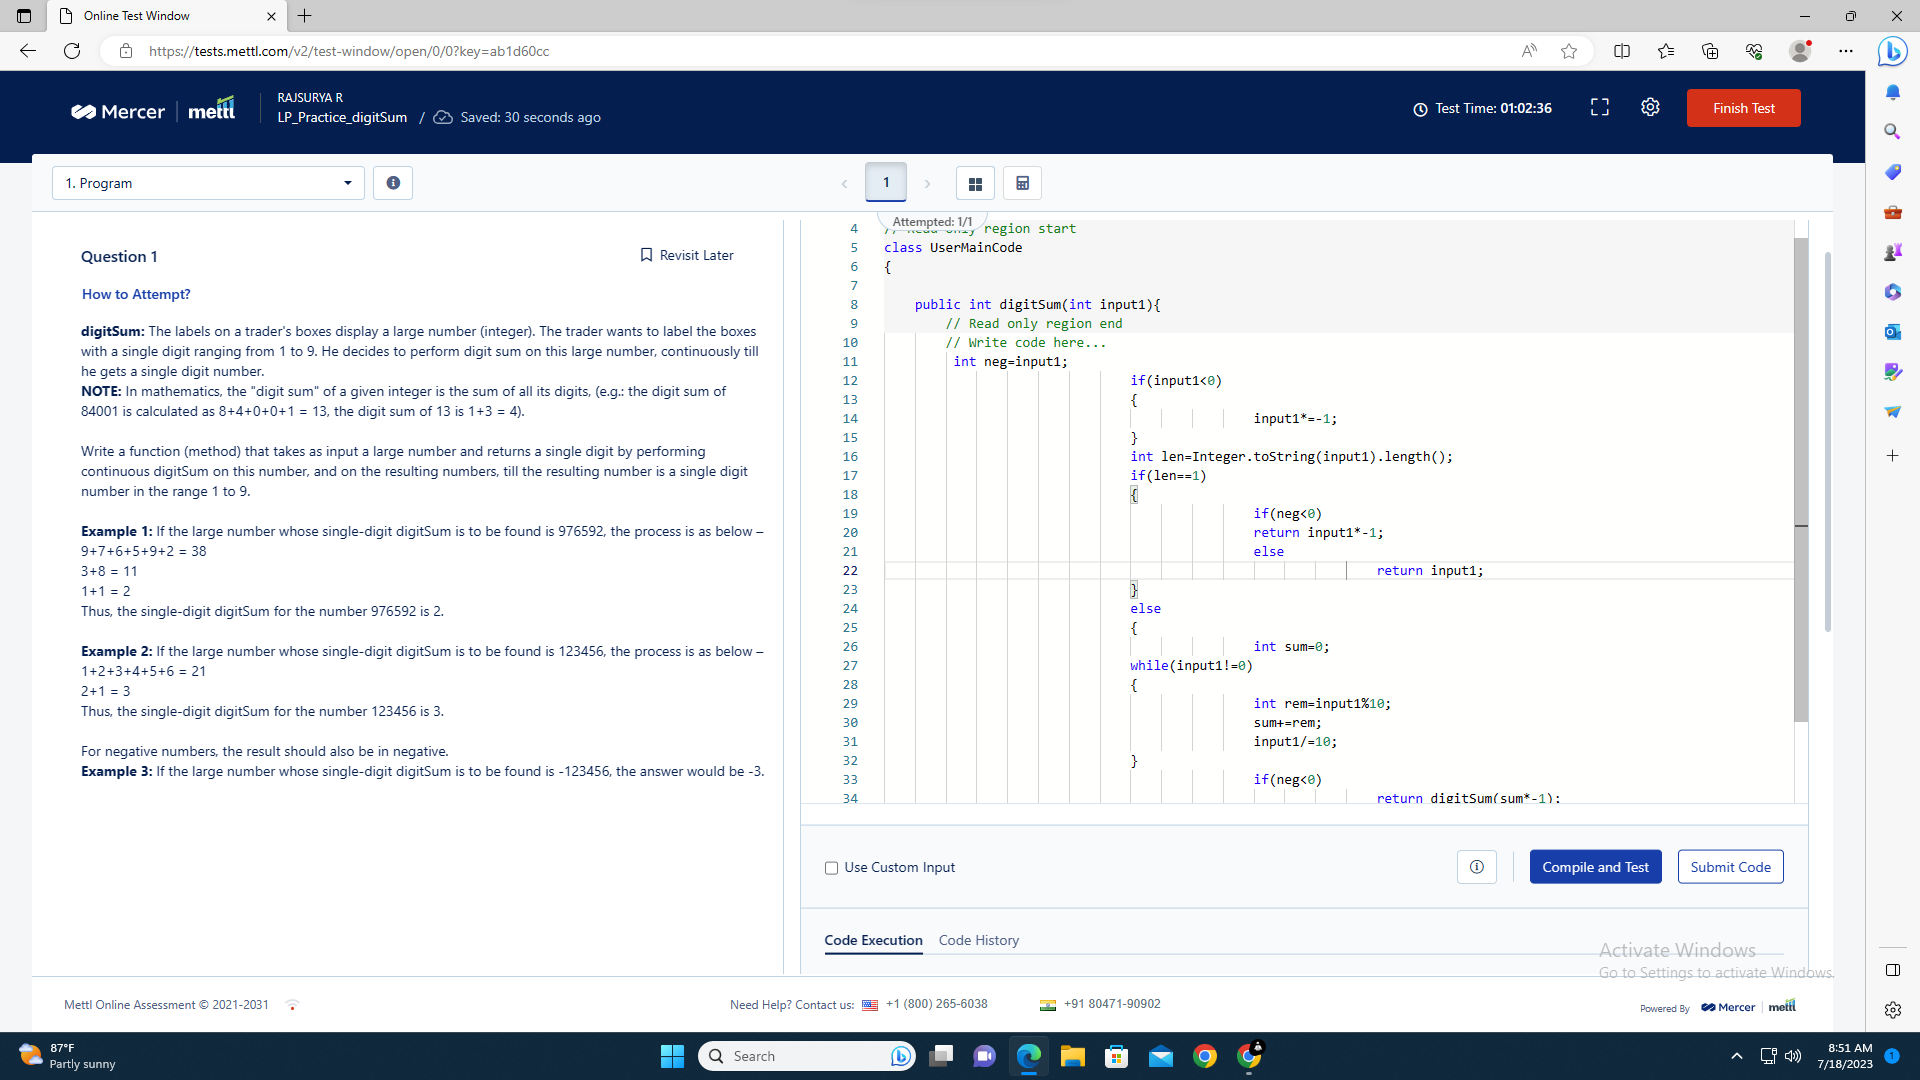 Online Test Window
https://tests.mettl.com/v2/test-window/open/0/0?key=ab1d60cc
Mercer | mettl
RAJSURYA R
LP_Practice_digitSum / Saved: 30 seconds ago
Test Time: 01:02:36
Finish Test
1. Program
1
Attempted: 1/1
Question 1
Revisit Later
How to Attempt?
digitSum: The labels on a trader's boxes display a large number (integer). The trader wants to label the boxes
with a single digit ranging from 1 to 9. He decides to perform digit sum on this large number, continuously till
he gets a single digit number.
NOTE: In mathematics, the "digit sum" of a given integer is the sum of all its digits, (e.g.: the digit sum of
84001 is calculated as 8+4+0+0+1 = 13, the digit sum of 13 is 1+3 = 4).
Write a function (method) that takes as input a large number and returns a single digit by performing
continuous digitSum on this number, and on the resulting numbers, till the resulting number is a single digit
number in the range 1 to 9.
Example 1: If the large number whose single-digit digitSum is to be found is 976592, the process is as below –
9+7+6+5+9+2 = 38
3+8 = 11
1+1 = 2
Thus, the single-digit digitSum for the number 976592 is 2.
Example 2: If the large number whose single-digit digitSum is to be found is 123456, the process is as below –
1+2+3+4+5+6 = 21
2+1 = 3
Thus, the single-digit digitSum for the number 123456 is 3.
For negative numbers, the result should also be in negative.
Example 3: If the large number whose single-digit digitSum is to be found is -123456, the answer would be -3.
4 // Read only region start
5 class UserMainCode
6 {
7
8 public int digitSum(int input1){
9 // Read only region end
10 // Write code here...
11 int neg=input1;
12 if(input1<0)
13 {
14 input1*=-1;
15 }
16 int len=Integer.toString(input1).length();
17 if(len==1)
18 {
19 if(neg<0)
20 return input1*-1;
21 else
22 return input1;
23 }
24 else
25 {
26 int sum=0;
27 while(input1!=0)
28 {
29 int rem=input1%10;
30 sum+=rem;
31 input1/=10;
32 }
33 if(neg<0)
34 return digitSum(sum*-1);
Use Custom Input
Compile and Test
Submit Code
Code Execution
Code History
Activate Windows
Go to Settings to activate Windows.
Mettl Online Assessment © 2021-2031
Need Help? Contact us: +1 (800) 265-6038
+91 80471-90902
Powered By Mercer | mettl
87°F
Partly sunny
Search
8:51 AM
7/18/2023
1